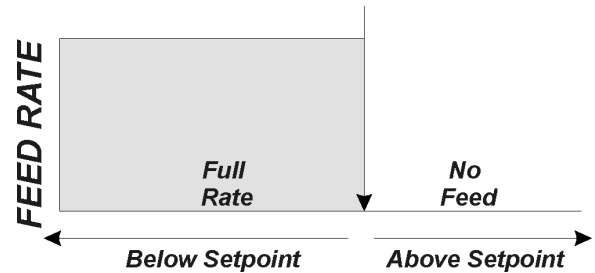 FEED RATE
Full
Rate
No
Feed
Below Setpoint
Above Setpoint